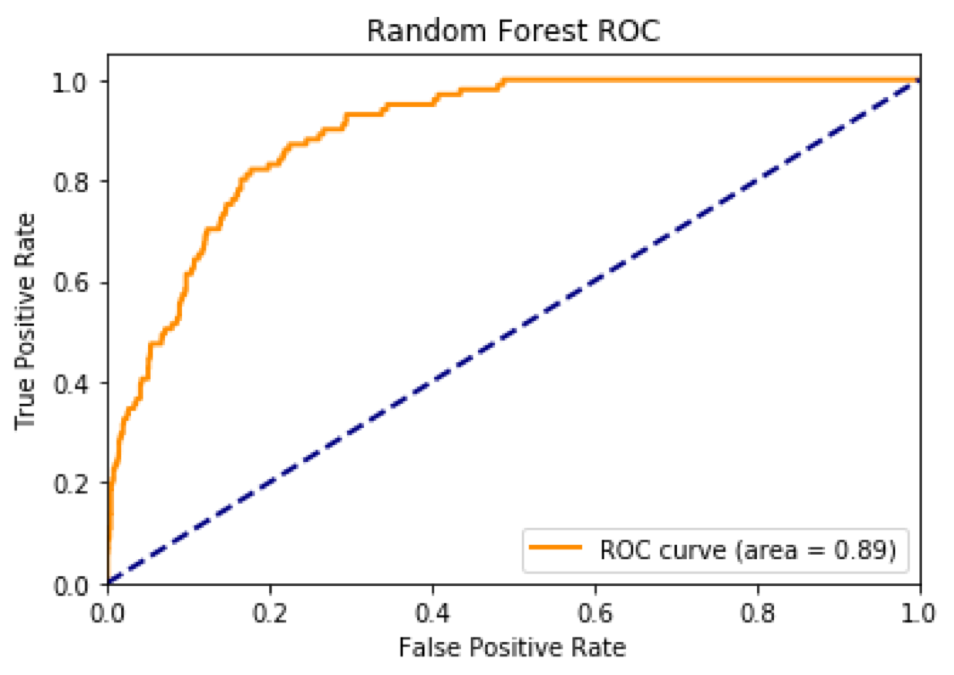 Random Forest ROC
1.0
0.8
0.6
0.4
0.2
0.0
True Positive Rate
ROC curve (area = 0.89)
0.0 0.2 0.4 0.6 0.8 1.0
False Positive Rate